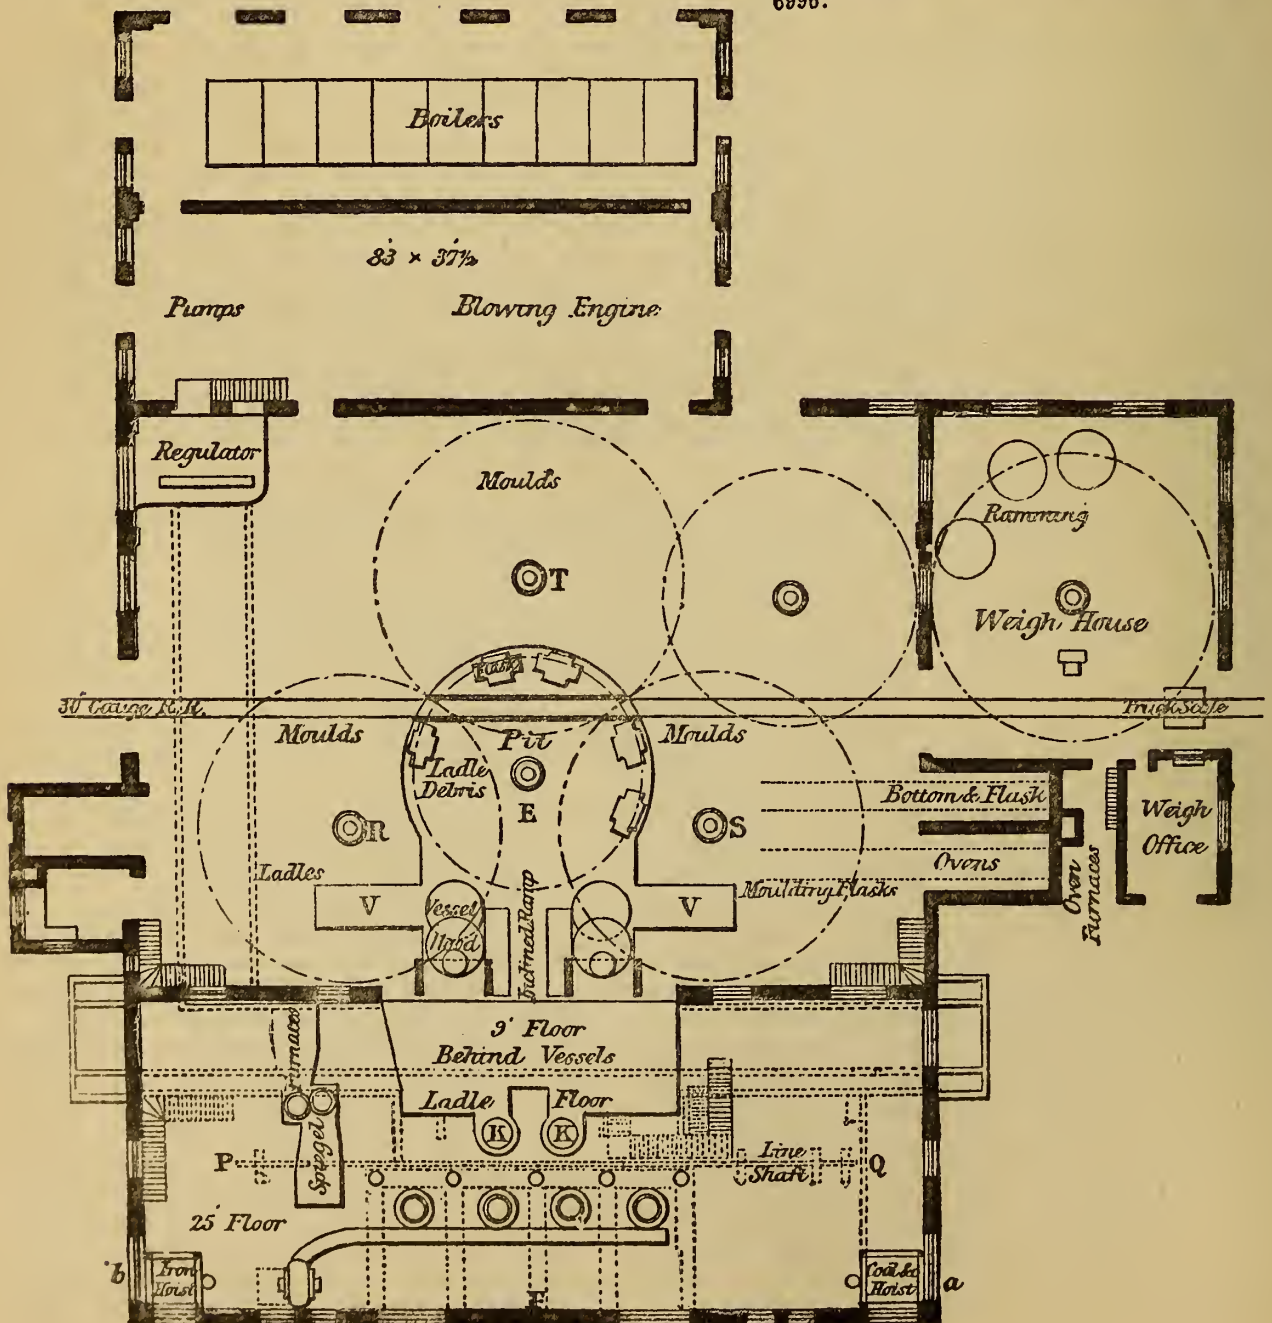 6996.
Boilers
83 × 37½
Pumps
Blowing Engine
Regulator
Moulds
Ramming
T
Weigh House
Flask
30" Gauge R.R.
Truck Scale
Moulds
Pit
Moulds
Ladle
Debris
E
Bottom & Flask
Weigh
Office
R
S
Ovens
Oven
Furnaces
Ladles
V
Vessel
Hood
Inclined Ramp
V
Moulding Flasks
9' Floor
Behind Vessels
Furnaces
Ladle Floor
K
K
Spiegel
P
Line
Shaft
Q
25' Floor
b
Iron
Hoist
F
Coal &c
Hoist
a